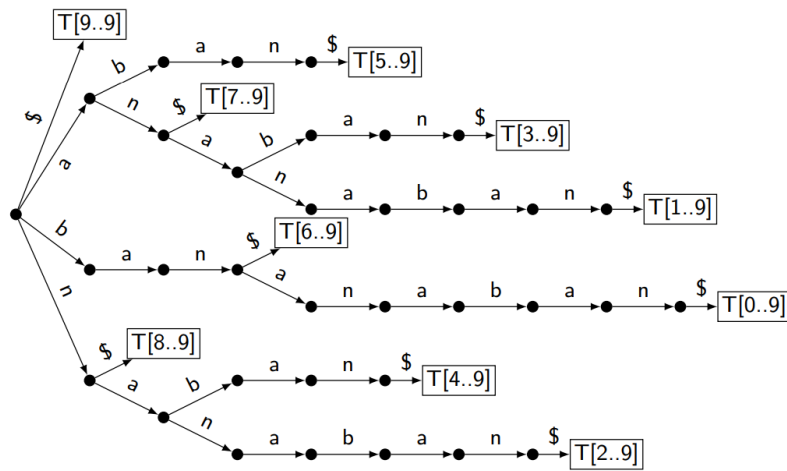 T[9..9]
$
a
b
a
n
$
T[5..9]
n
$
T[7..9]
a
b
a
n
$
T[3..9]
n
a
b
a
n
$
T[1..9]
b
a
n
$
T[6..9]
a
n
a
b
a
n
$
T[0..9]
n
$
T[8..9]
a
b
a
n
$
T[4..9]
n
a
b
a
n
$
T[2..9]